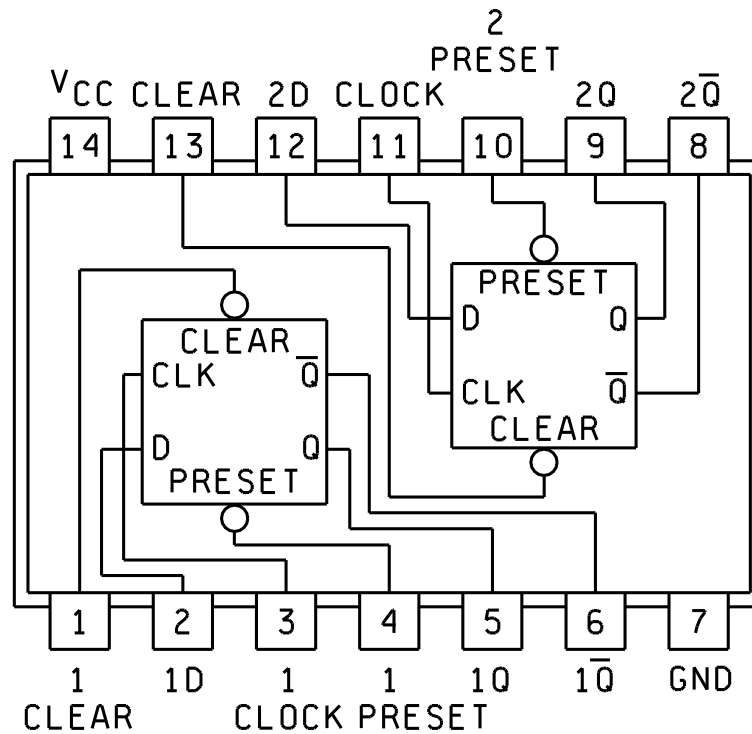 2
PRESET
VCC CLEAR 2D CLOCK 2Q 2Q̅
14 13 12 11 10 9 8
PRESET
D Q
CLK Q̅
CLEAR
CLEAR
CLK Q̅
D Q
PRESET
1 2 3 4 5 6 7
1 1D 1 1 1Q 1Q̅ GND
CLEAR CLOCK PRESET